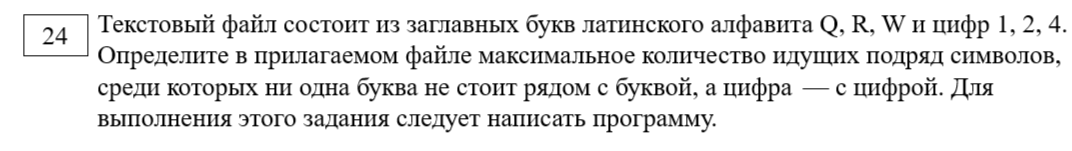 24
Текстовый файл состоит из заглавных букв латинского алфавита Q, R, W и цифр 1, 2, 4.
Определите в прилагаемом файле максимальное количество идущих подряд символов,
среди которых ни одна буква не стоит рядом с буквой, а цифра — с цифрой. Для
выполнения этого задания следует написать программу.